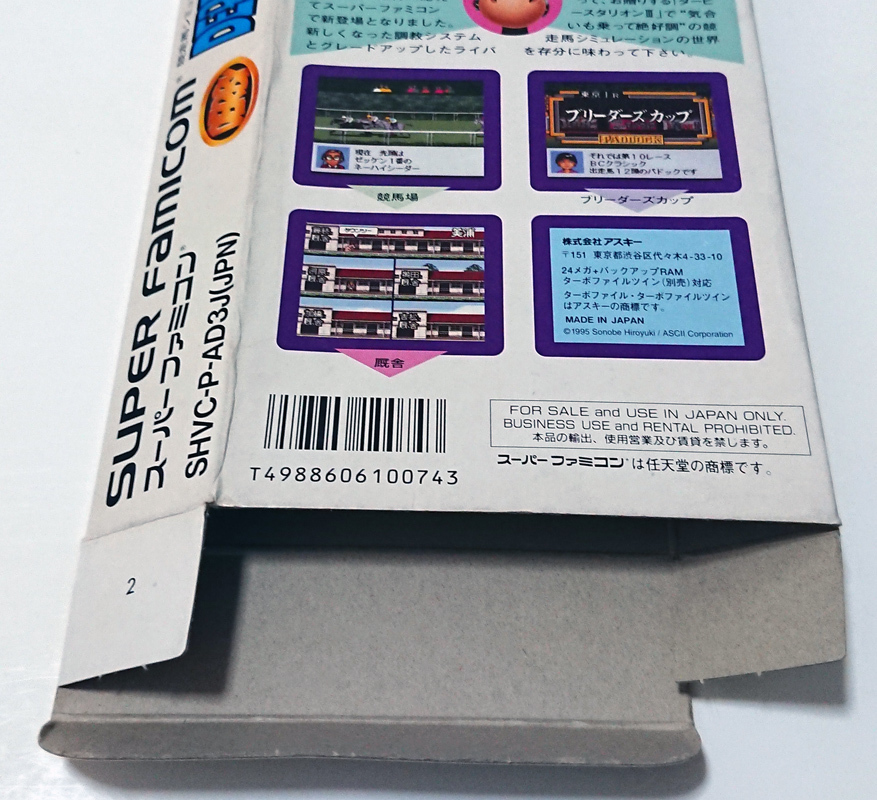 てスーパーファミコン
で新登場となりました。
新しくなった調教システム
とグレードアップしたライバ
って、お贈りする「ダービ
ースタリオンⅢ」で“気合
いも乗って絶好調”の競
走馬シミュレーションの世界
を存分に味わって下さい。
現在 先頭は
ゼッケン1番の
ネーハイシーザー
競馬場
東京1R
ブリーダーズカップ
PADDOCK
それでは第10レース
BCクラシック
出走馬12頭のパドックです
ブリーダーズカップ
美浦
厩舎
株式会社アスキー
〒151 東京都渋谷区代々木4-33-10
24メガ+バックアップRAM
ターボファイルツイン(別売)対応
ターボファイル・ターボファイルツイン
はアスキーの商標です。
MADE IN JAPAN
©1995 Sonobe Hiroyuki / ASCII Corporation
T4988606100743
FOR SALE and USE IN JAPAN ONLY.
BUSINESS USE and RENTAL PROHIBITED.
本品の輸出、使用営業及び賃貸を禁じます。
スーパーファミコン®は任天堂の商標です。
DER
SUPER FAMICOM®
スーパーファミコン®
SHVC-P-AD3J(JPN)
2